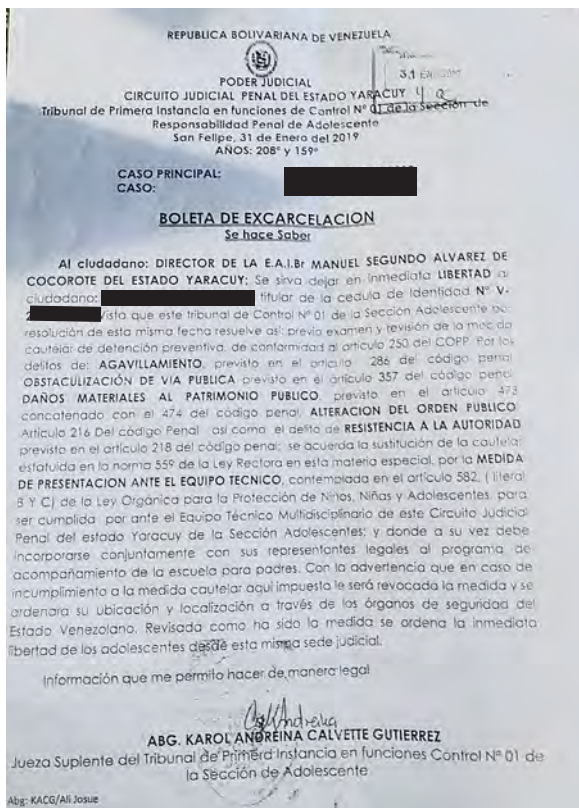 REPUBLICA BOLIVARIANA DE VENEZUELA
PODER JUDICIAL
31 EN
CIRCUITO JUDICIAL PENAL DEL ESTADO YARACUY
Tribunal de Primera Instancia en funciones de Control N° 01 de la Sección de
Responsabilidad Penal de Adolescente
San Felipe, 31 de Enero del 2019
AÑOS: 208° y 159°
CASO PRINCIPAL:
CASO:
BOLETA DE EXCARCELACION
Se hace Saber
Al ciudadano: DIRECTOR DE LA E.A.I.Br MANUEL SEGUNDO ALVAREZ DE
COCOROTE DEL ESTADO YARACUY: Se sirva dejar en inmediata LIBERTAD a
ciudadano: titular de la cedula de Identidad N° V-
Visto que este tribunal de Control N° 01 de la Sección Adolescente po
resolución de esta misma fecha resuelve así: previo examen y revisión de la
cautelar de detención preventiva, de conformidad al articulo 250 del COPP. Por los
delitos de: AGAVILLAMIENTO, previsto en el articulo 286 del código penal
OBSTACULIZACIÓN DE VIA PUBLICA previsto en el artículo 357 del código pena
DAÑOS MATERIALES AL PATRIMONIO PUBLICO, previsto en el articulo 473
concatenado con el 474 del código penal, ALTERACION DEL ORDEN PUBLICO
Artículo 216 Del código Penal así como el delito de RESISTENCIA A LA AUTORIDAD
previsto en el artículo 218 del código penal; se acuerda la sustitución de la cautela
estatuida en la norma 559 de la Ley Rectora en esta materia especial, por la MEDIDA
DE PRESENTACION ANTE EL EQUIPO TECNICO, contemplada en el articulo 582, ( literal
B Y C) de la Ley Orgánica para la Protección de Niños, Niñas y Adolescentes, para
ser cumplida por ante el Equipo Técnico Multidisciplinario de este Circuito Judicial
Penal del estado Yaracuy de la Sección Adolescentes; y donde a su vez debe
incorporarse conjuntamente con sus representantes legales al programa de
acompañamiento de la escuela para padres. Con la advertencia que en caso de
incumplimiento a la medida cautelar aquí impuesta le será revocada la medida y se
ordenara su ubicación y localización a través de los órganos de seguridad del
Estado Venezolano. Revisada como ha sido la medida se ordena la inmediata
libertad de los adolescentes desde esta misma sede judicial.
Información que me permito hacer de manera legal
ABG. KAROL ANDREINA CALVETTE GUTIERREZ
Jueza Suplente del Tribunal de Primera Instancia en funciones Control N° 01 de
la Sección de Adolescente
Abg: KACG/Ali Josue